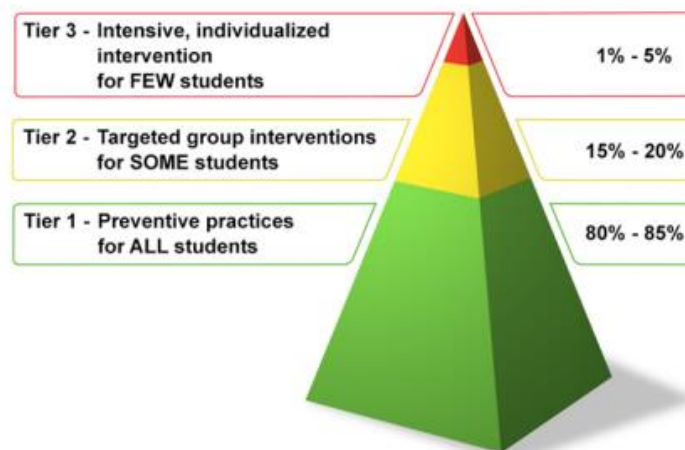 Tier 3 - Intensive, individualized
intervention
for FEW students
1% - 5%
Tier 2 - Targeted group interventions
for SOME students
15% - 20%
Tier 1 - Preventive practices
for ALL students
80% - 85%